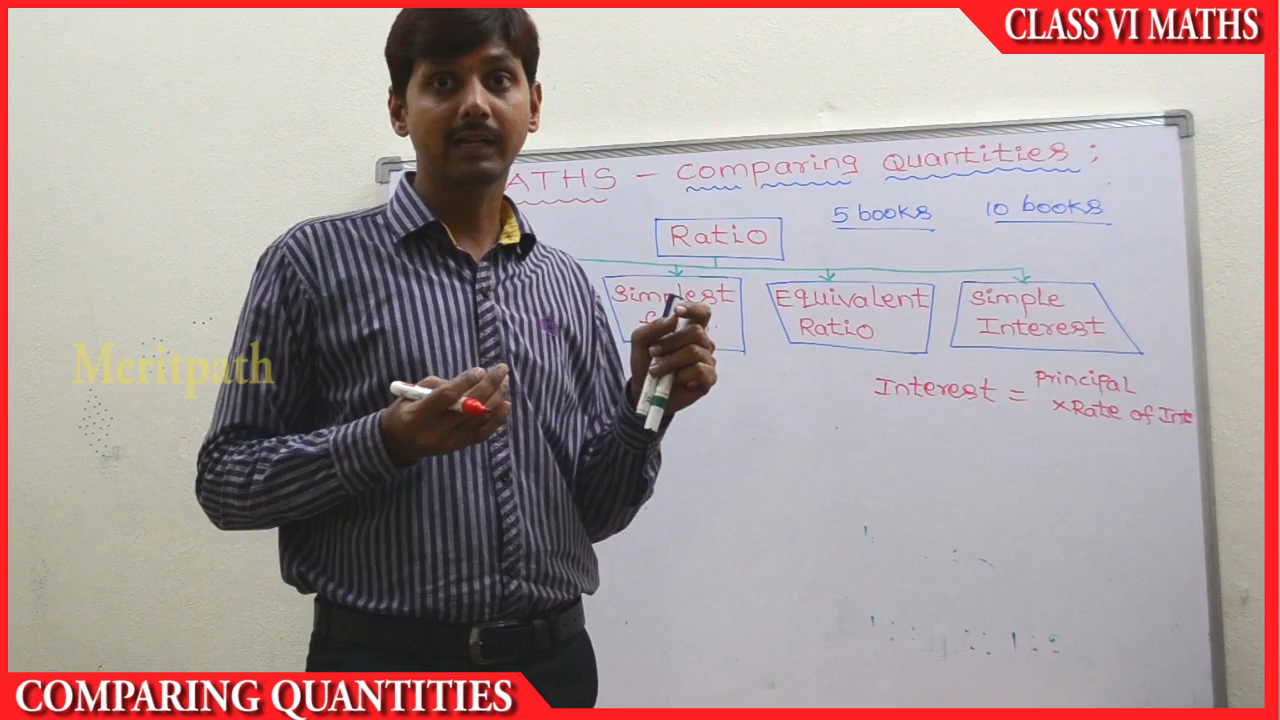 CLASS VI MATHS
ATHS - Comparing Quantities ;
5 books 10 books
Ratio
Simplest
Equivalent
Ratio
Simple
Interest
Meritpath
Interest = Principal
× Rate of Int
COMPARING QUANTITIES